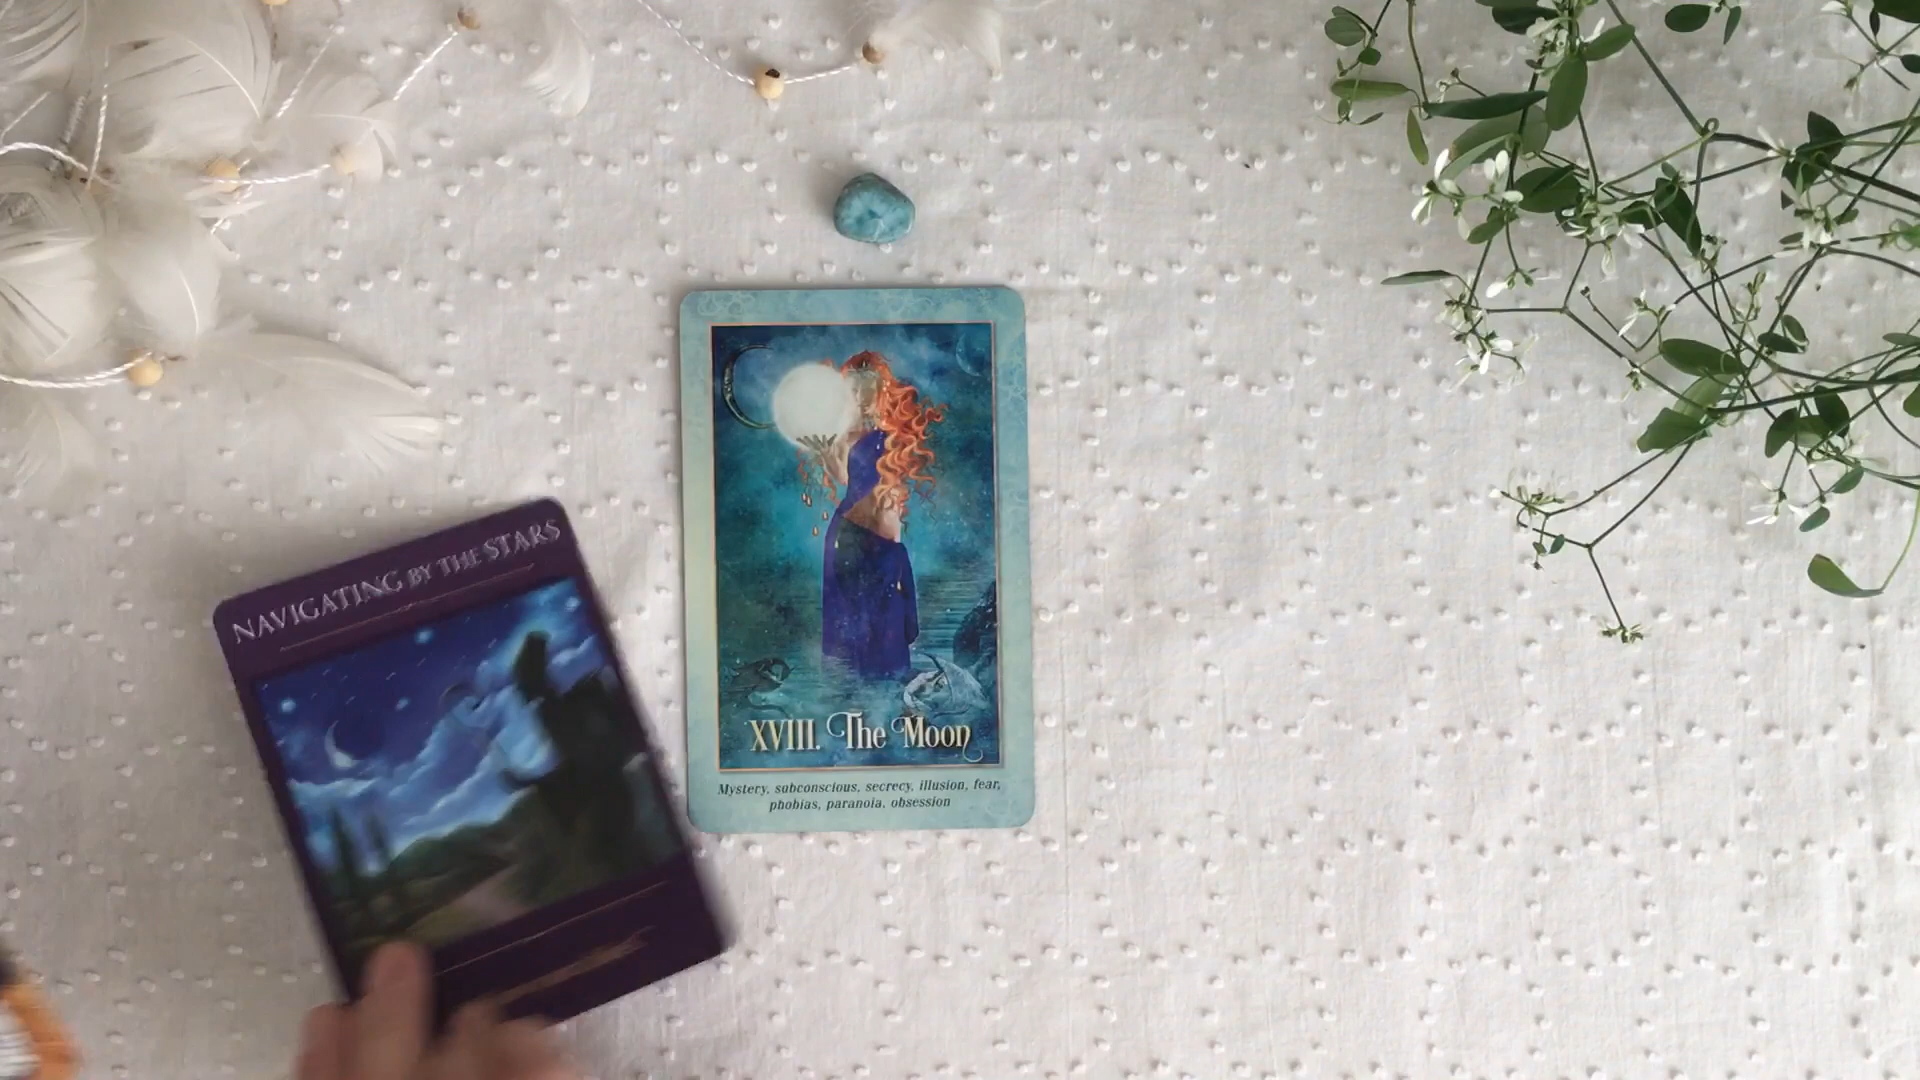 NAVIGATING BY THE STARS
XVIII. The Moon
Mystery, subconscious, secrecy, illusion, fear,
phobias, paranoia, obsession